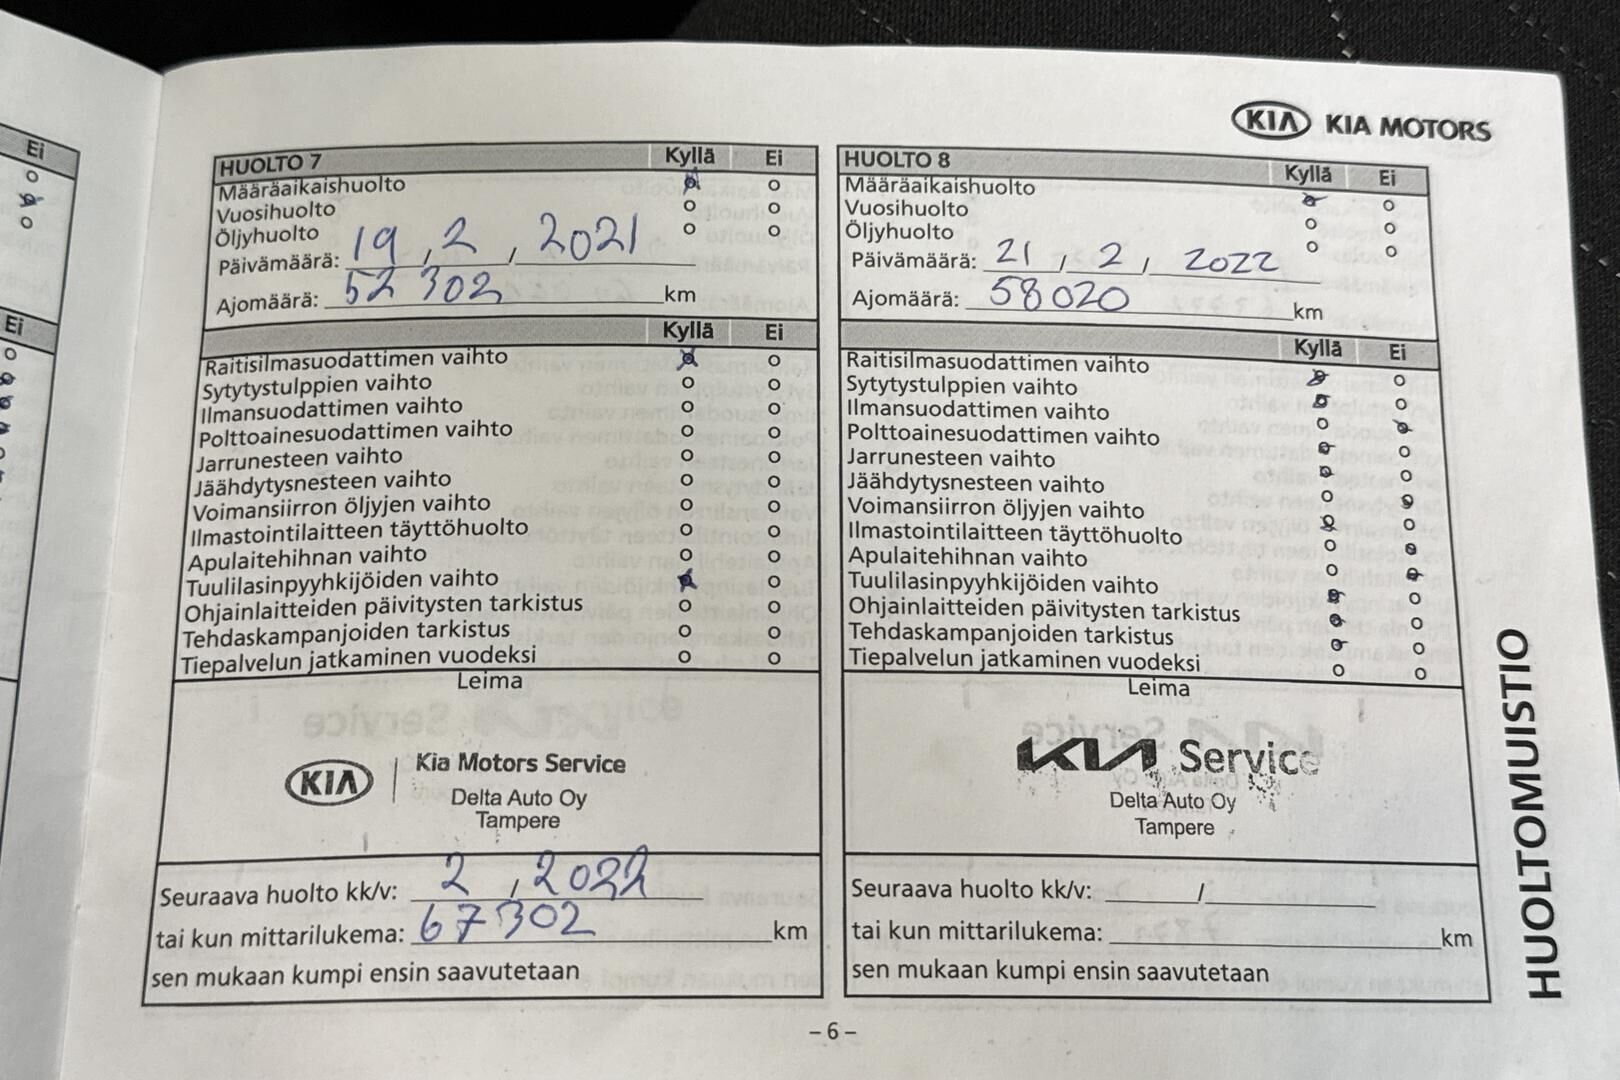 Ei
Ei
KIA KIA MOTORS
HUOLTO 7 Kyllä Ei
Määräaikaishuolto
Vuosihuolto
Öljyhuolto
Päivämäärä: 19 , 2 , 2021
Ajomäärä: 52 302 km
Kyllä Ei
Raitisilmasuodattimen vaihto
Sytytystulppien vaihto
Ilmansuodattimen vaihto
Polttoainesuodattimen vaihto
Jarrunesteen vaihto
Jäähdytysnesteen vaihto
Voimansiirron öljyjen vaihto
Ilmastointilaitteen täyttöhuolto
Apulaitehihnan vaihto
Tuulilasinpyyhkijöiden vaihto
Ohjainlaitteiden päivitysten tarkistus
Tehdaskampanjoiden tarkistus
Tiepalvelun jatkaminen vuodeksi
Leima
KIA Kia Motors Service
Delta Auto Oy
Tampere
Seuraava huolto kk/v: 2 , 2022
tai kun mittarilukema: 67 302 km
sen mukaan kumpi ensin saavutetaan
HUOLTO 8 Kyllä Ei
Määräaikaishuolto
Vuosihuolto
Öljyhuolto
Päivämäärä: 21 / 2 / 2022
Ajomäärä: 58020 km
Kyllä Ei
Raitisilmasuodattimen vaihto
Sytytystulppien vaihto
Ilmansuodattimen vaihto
Polttoainesuodattimen vaihto
Jarrunesteen vaihto
Jäähdytysnesteen vaihto
Voimansiirron öljyjen vaihto
Ilmastointilaitteen täyttöhuolto
Apulaitehihnan vaihto
Tuulilasinpyyhkijöiden vaihto
Ohjainlaitteiden päivitysten tarkistus
Tehdaskampanjoiden tarkistus
Tiepalvelun jatkaminen vuodeksi
Leima
KIA Service
Delta Auto Oy
Tampere
Seuraava huolto kk/v: /
tai kun mittarilukema: km
sen mukaan kumpi ensin saavutetaan
HUOLTOMUISTIO
– 6 –